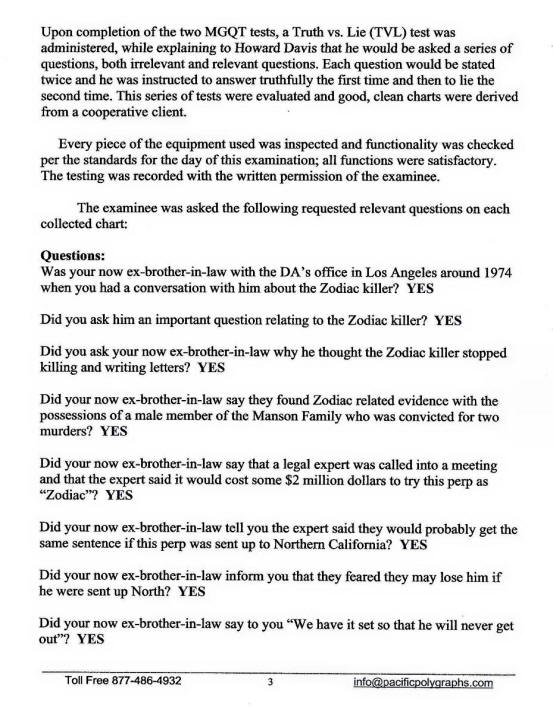 Upon completion of the two MGQT tests, a Truth vs. Lie (TVL) test was
administered, while explaining to Howard Davis that he would be asked a series of
questions, both irrelevant and relevant questions. Each question would be stated
twice and he was instructed to answer truthfully the first time and then to lie the
second time. This series of tests were evaluated and good, clean charts were derived
from a cooperative client.
Every piece of the equipment used was inspected and functionality was checked
per the standards for the day of this examination; all functions were satisfactory.
The testing was recorded with the written permission of the examinee.
The examinee was asked the following requested relevant questions on each
collected chart:
Questions:
Was your now ex-brother-in-law with the DA's office in Los Angeles around 1974
when you had a conversation with him about the Zodiac killer? YES
Did you ask him an important question relating to the Zodiac killer? YES
Did you ask your now ex-brother-in-law why he thought the Zodiac killer stopped
killing and writing letters? YES
Did your now ex-brother-in-law say they found Zodiac related evidence with the
possessions of a male member of the Manson Family who was convicted for two
murders? YES
Did your now ex-brother-in-law say that a legal expert was called into a meeting
and that the expert said it would cost some $2 million dollars to try this perp as
“Zodiac”? YES
Did your now ex-brother-in-law tell you the expert said they would probably get the
same sentence if this perp was sent up to Northern California? YES
Did your now ex-brother-in-law inform you that they feared they may lose him if
he were sent up North? YES
Did your now ex-brother-in-law say to you “We have it set so that he will never get
out”? YES
Toll Free 877-486-4932 3 info@pacificpolygraphs.com